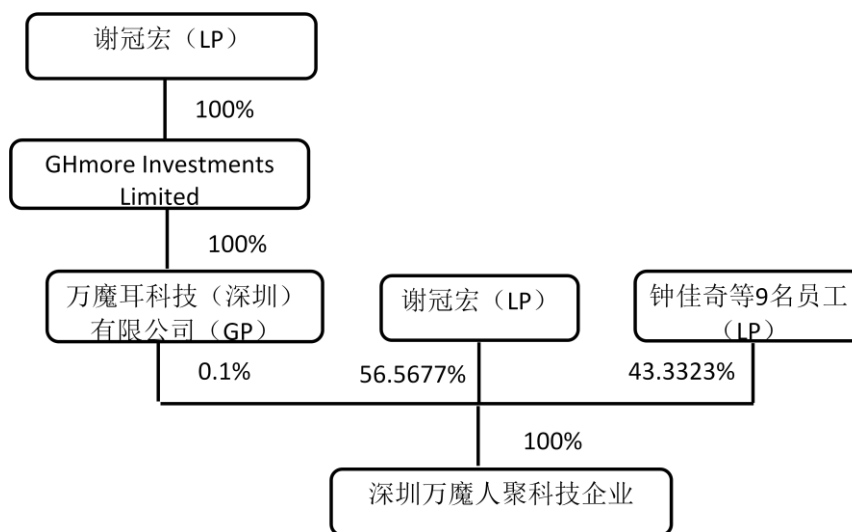 谢冠宏（LP）
100%
GHmore Investments
Limited
100%
万魔耳科技（深圳）
有限公司（GP）
谢冠宏（LP）
钟佳奇等9名员工
（LP）
0.1%
56.5677%
43.3323%
100%
深圳万魔人聚科技企业